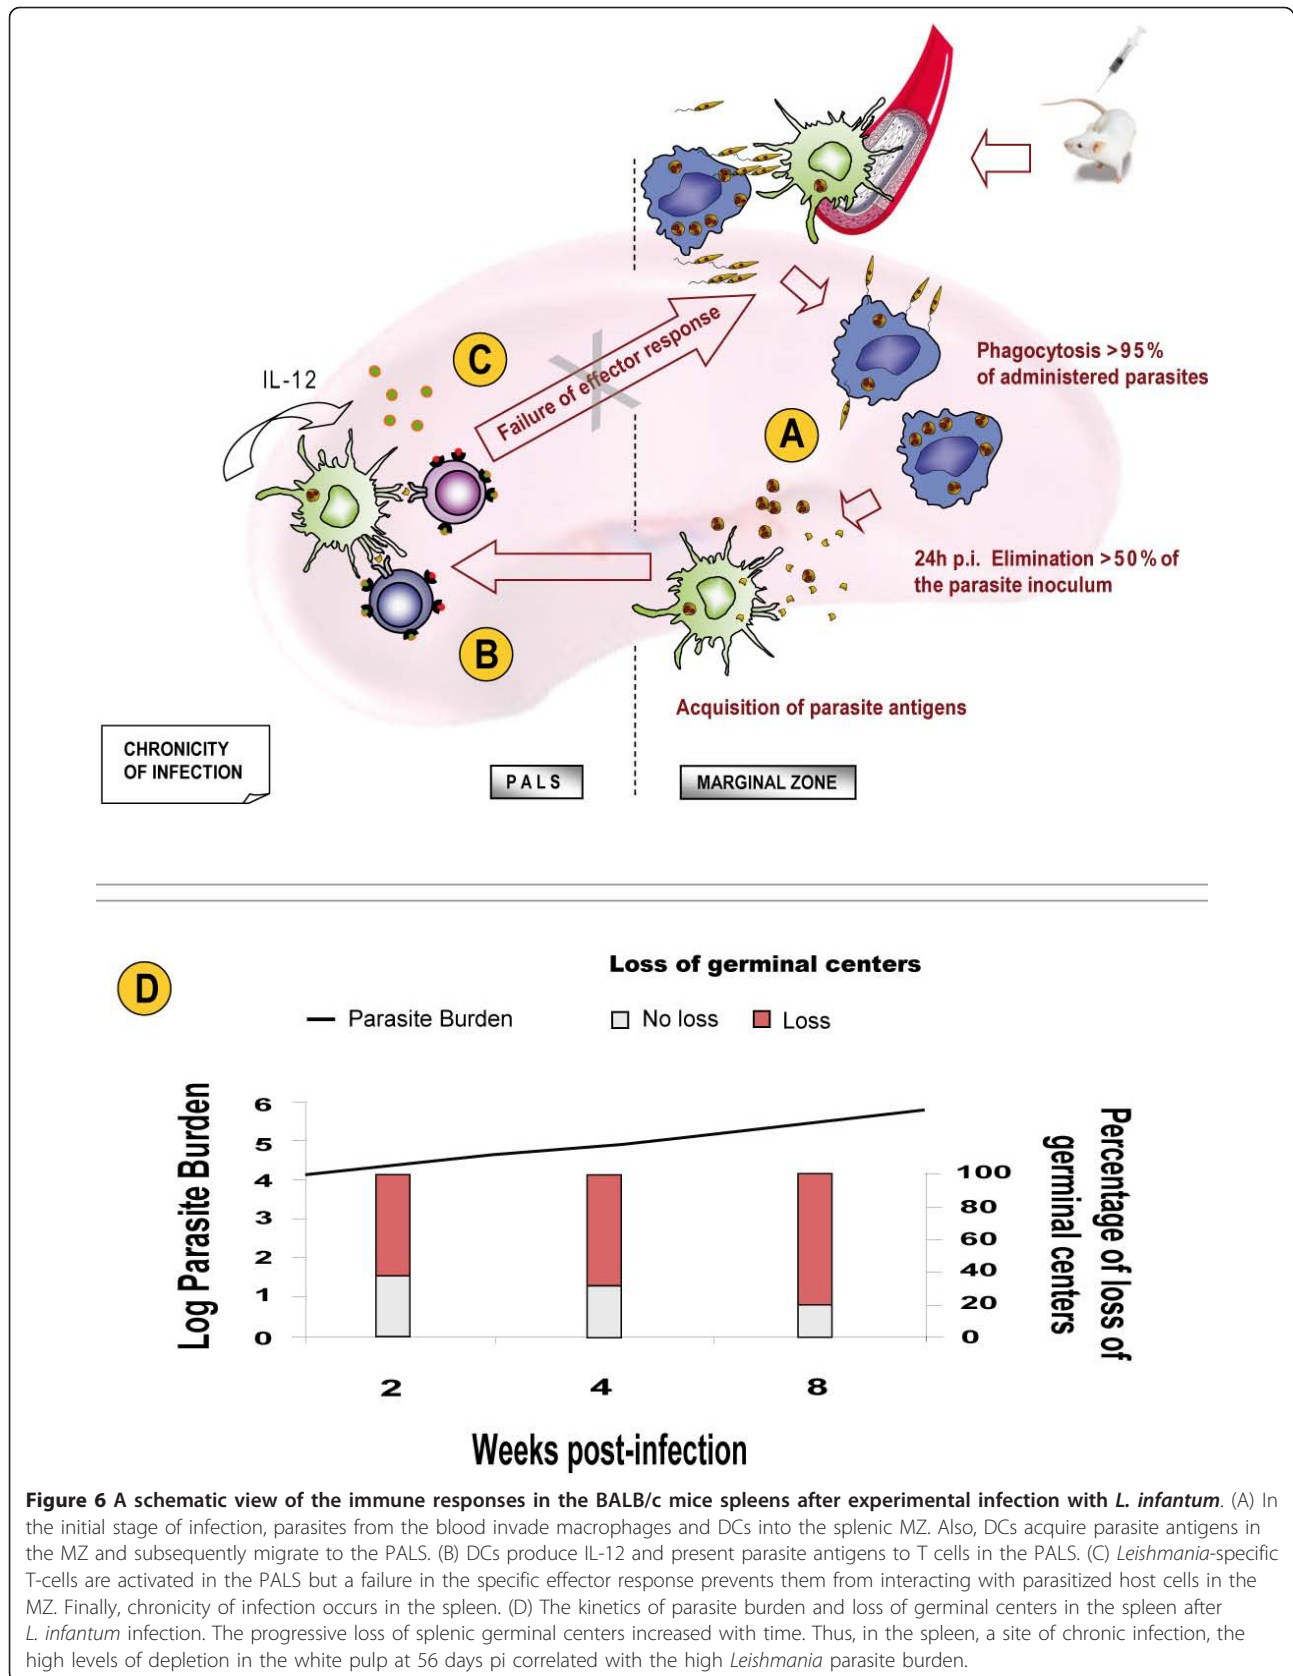 IL-12
C
Failure of effector response
A
Phagocytosis >95%
of administered parasites
24h p.i. Elimination >50% of
the parasite inoculum
B
Acquisition of parasite antigens
CHRONICITY
OF INFECTION
PALS
MARGINAL ZONE
D
Loss of germinal centers
Parasite Burden
No loss
Loss
Log Parasite Burden
6
5
4
3
2
1
0
100
80
60
40
20
0
Percentage of loss of
germinal centers
2
4
8
Weeks post-infection
Figure 6 A schematic view of the immune responses in the BALB/c mice spleens after experimental infection with L. infantum. (A) In
the initial stage of infection, parasites from the blood invade macrophages and DCs into the splenic MZ. Also, DCs acquire parasite antigens in
the MZ and subsequently migrate to the PALS. (B) DCs produce IL-12 and present parasite antigens to T cells in the PALS. (C) Leishmania-specific
T-cells are activated in the PALS but a failure in the specific effector response prevents them from interacting with parasitized host cells in the
MZ. Finally, chronicity of infection occurs in the spleen. (D) The kinetics of parasite burden and loss of germinal centers in the spleen after
L. infantum infection. The progressive loss of splenic germinal centers increased with time. Thus, in the spleen, a site of chronic infection, the
high levels of depletion in the white pulp at 56 days pi correlated with the high Leishmania parasite burden.